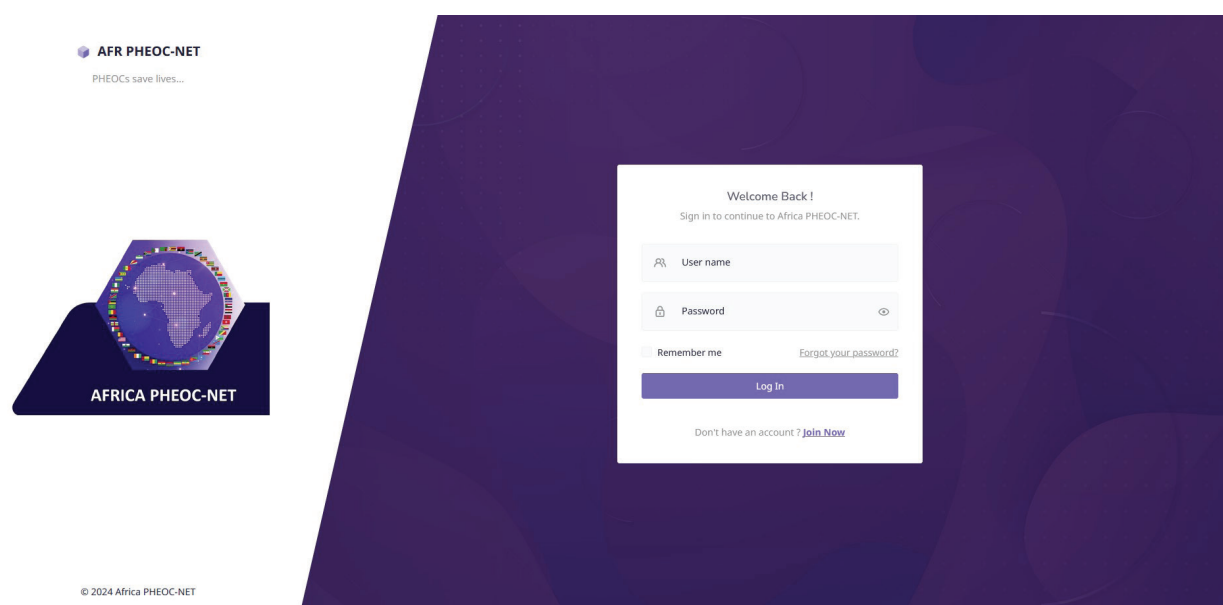 AFR PHEOC-NET
PHEOCs save lives...
AFRICA PHEOC-NET
© 2024 Africa PHEOC-NET
Welcome Back !
Sign in to continue to Africa PHEOC-NET.
User name
Password
Remember me
Forgot your password?
Log In
Don't have an account ? Join Now